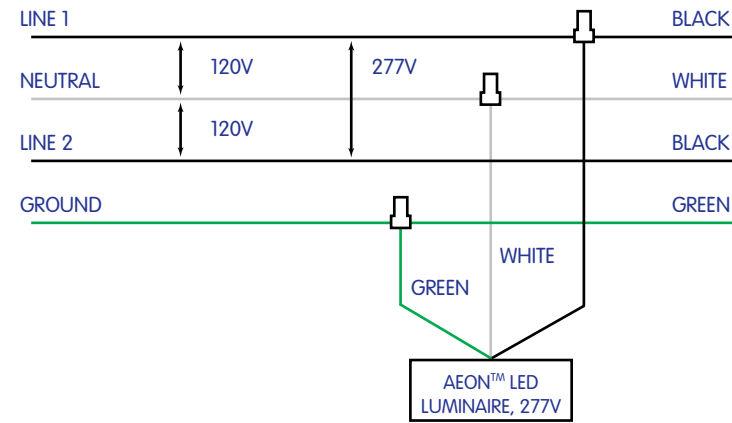 LINE 1
BLACK
120V
277V
NEUTRAL
WHITE
120V
LINE 2
BLACK
GROUND
GREEN
WHITE
GREEN
AEON™ LED
LUMINAIRE, 277V